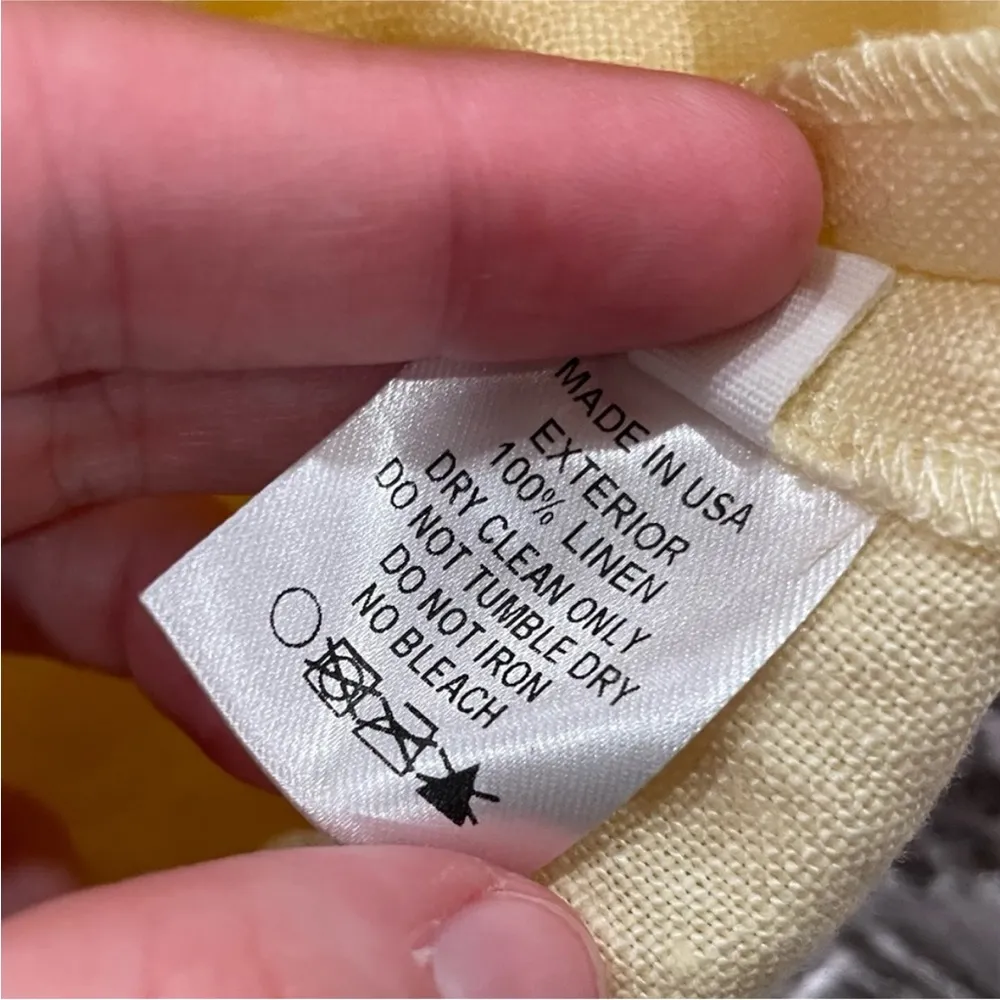 MADE IN USA
EXTERIOR
100% LINEN
DRY CLEAN ONLY
DO NOT TUMBLE DRY
DO NOT IRON
NO BLEACH